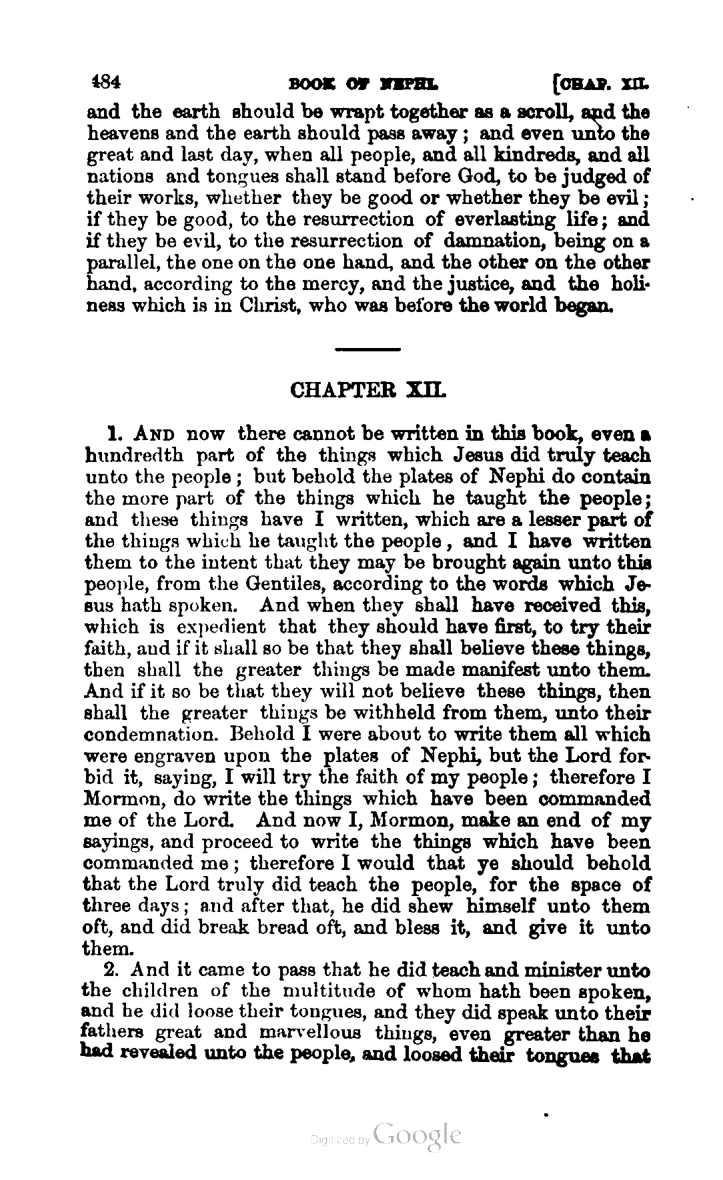 484 BOOK OF NEPHI. [CHAP. XII.
and the earth should be wrapt together as a scroll, and the
heavens and the earth should pass away; and even unto the
great and last day, when all people, and all kindreds, and all
nations and tongues shall stand before God, to be judged of
their works, whether they be good or whether they be evil;
if they be good, to the resurrection of everlasting life; and
if they be evil, to the resurrection of damnation, being on a
parallel, the one on the one hand, and the other on the other
hand, according to the mercy, and the justice, and the holi-
ness which is in Christ, who was before the world began.
CHAPTER XII.
1. AND now there cannot be written in this book, even a
hundredth part of the things which Jesus did truly teach
unto the people; but behold the plates of Nephi do contain
the more part of the things which he taught the people;
and these things have I written, which are a lesser part of
the things which he taught the people, and I have written
them to the intent that they may be brought again unto this
people, from the Gentiles, according to the words which Je-
sus hath spoken. And when they shall have received this,
which is expedient that they should have first, to try their
faith, and if it shall so be that they shall believe these things,
then shall the greater things be made manifest unto them.
And if it so be that they will not believe these things, then
shall the greater things be withheld from them, unto their
condemnation. Behold I were about to write them all which
were engraven upon the plates of Nephi, but the Lord for-
bid it, saying, I will try the faith of my people; therefore I
Mormon, do write the things which have been commanded
me of the Lord. And now I, Mormon, make an end of my
sayings, and proceed to write the things which have been
commanded me; therefore I would that ye should behold
that the Lord truly did teach the people, for the space of
three days; and after that, he did shew himself unto them
oft, and did break bread oft, and bless it, and give it unto
them.
2. And it came to pass that he did teach and minister unto
the children of the multitude of whom hath been spoken,
and he did loose their tongues, and they did speak unto their
fathers great and marvellous things, even greater than he
had revealed unto the people, and loosed their tongues that
Digitized by Google